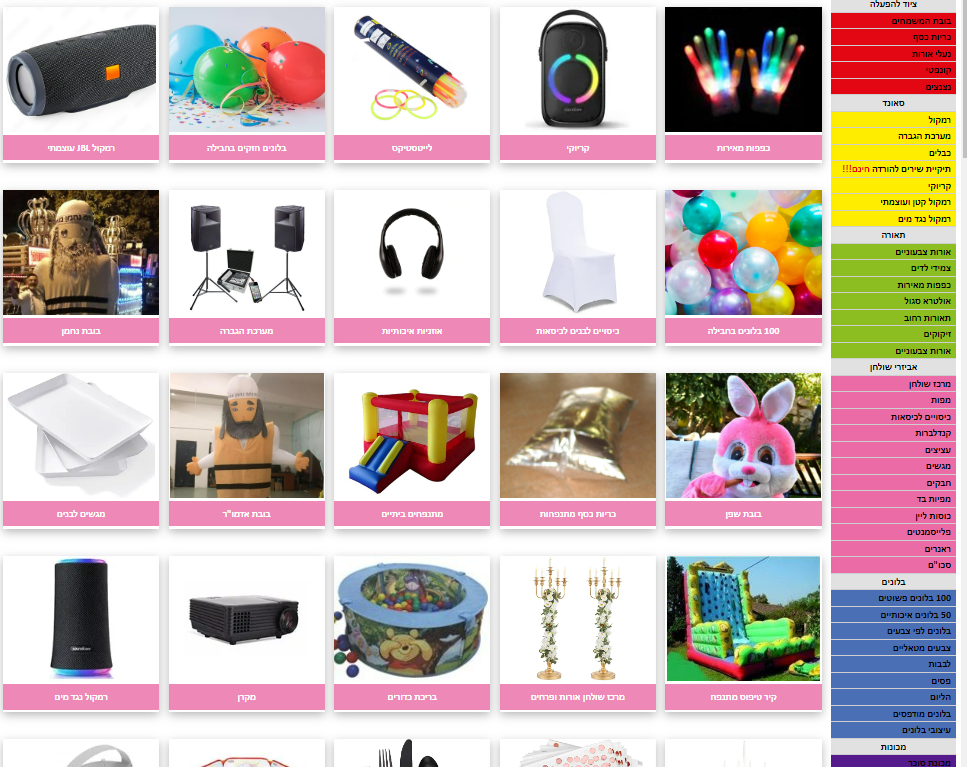 ציוד להפעלה
בובת המשמחים
כריות כסף
נעלי אורות
קונפטי
נצנצים
סאונד
רמקול
מערכת הגברה
כבלים
תיקיית שירים להורדה חינם!!!
קריוקי
רמקול קטן ועוצמתי
רמקול נגד מים
תאורה
אורות צבעוניים
צמידי לדים
כפפות מאירות
אולטרא סגול
תאורות רחוב
זיקוקים
אורות צבעוניים
אביזרי שולחן
מרכז שולחן
מפות
כיסויים לכיסאות
קנדלברות
עציצים
מגשים
חבקים
מפיות בד
כוסות ליין
פלייסמנטים
ראנרים
סכו"ם
בלונים
100 בלונים פשוטים
50 בלונים איכותיים
בלונים לפי צבעים
צבעים מטאליים
לבבות
פסים
הליום
בלונים מודפסים
עיצובי בלונים
מכונות
מכונת סוכר
כפפות מאירות
קריוקי
לייטסטיקס
בלונים חזקים בחבילה
רמקול JBL עוצמתי
100 בלונים בחבילה
כיסויים לבנים לכיסאות
אוזניות איכותיות
מערכת הגברה
בובת נחמן
בובת שפן
כריות כסף מתנפחות
מתנפחים ביתיים
בובת אדמו"ר
מגשים לבנים
קיר טיפוס מתנפח
מרכז שולחן אורות ופרחים
בריכת כדורים
מקרן
רמקול נגד מים